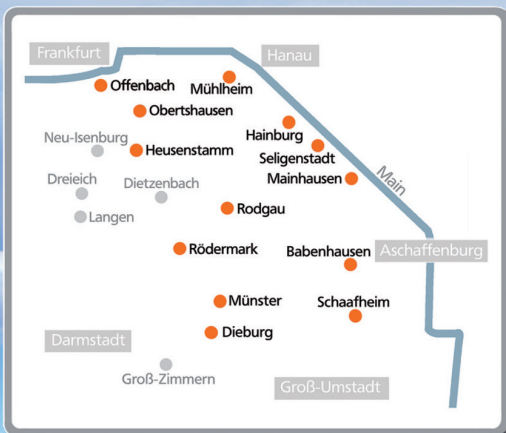 Frankfurt
Hanau
Offenbach
Mühlheim
Obertshausen
Hainburg
Neu-Isenburg
Heusenstamm
Seligenstadt
Mainhausen
Main
Dreieich
Dietzenbach
Langen
Rodgau
Rödermark
Babenhausen
Aschaffenburg
Münster
Schaafheim
Darmstadt
Dieburg
Groß-Zimmern
Groß-Umstadt